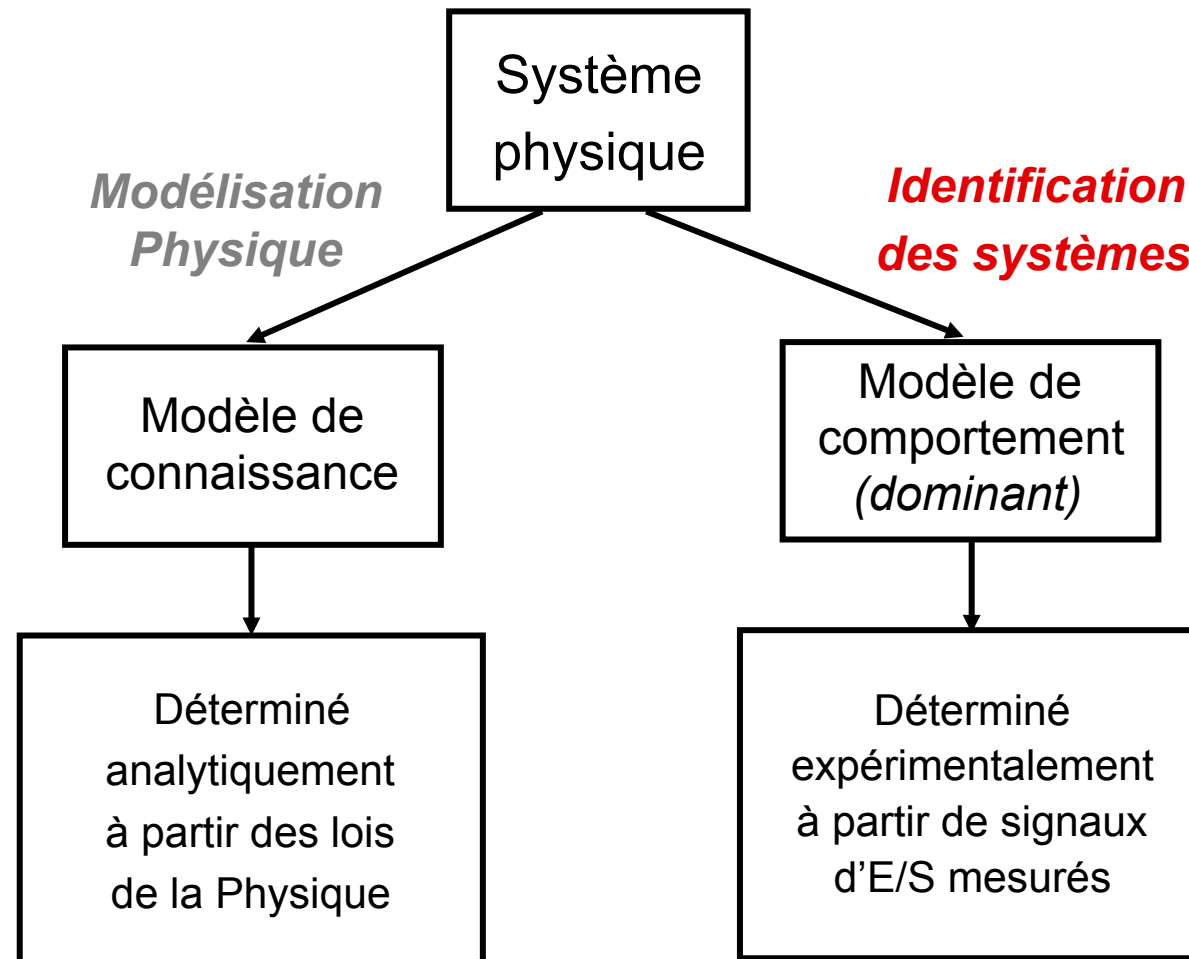 Système
physique
Modélisation
Physique
Identification
des systèmes
Modèle de
connaissance
Modèle de
comportement
(dominant)
Déterminé
analytiquement
à partir des lois
de la Physique
Déterminé
expérimentalement
à partir de signaux
d'E/S mesurés